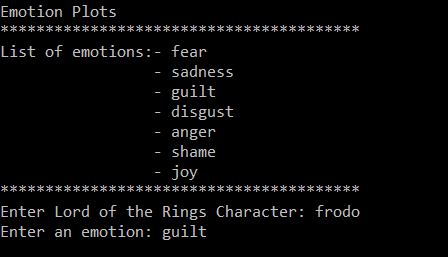 Emotion Plots
****************************************
List of emotions:- fear
- sadness
- guilt
- disgust
- anger
- shame
- joy
****************************************
Enter Lord of the Rings Character: frodo
Enter an emotion: guilt